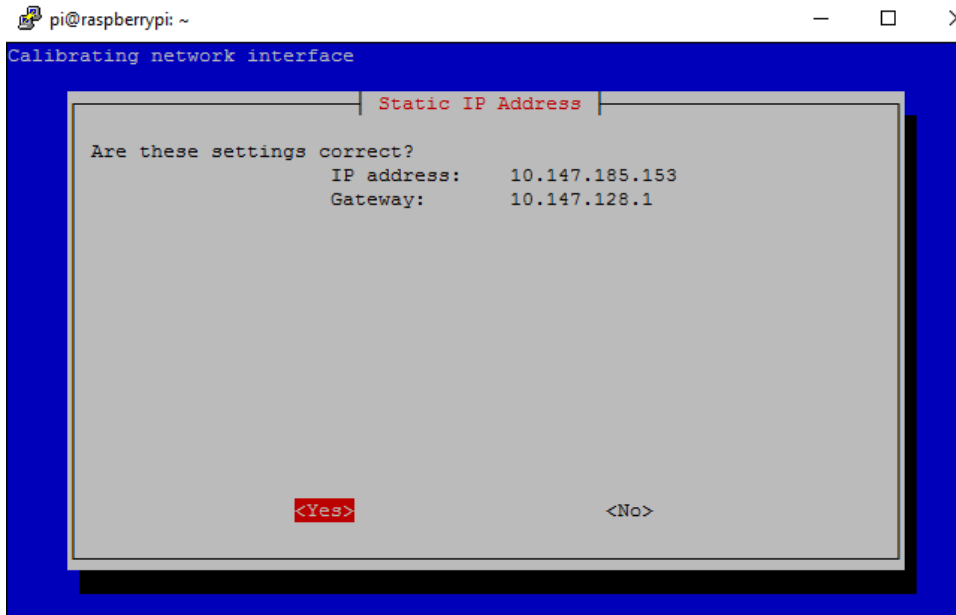 pi@raspberrypi: ~
Calibrating network interface
Static IP Address
Are these settings correct?
IP address: 10.147.185.153
Gateway: 10.147.128.1
<Yes> <No>